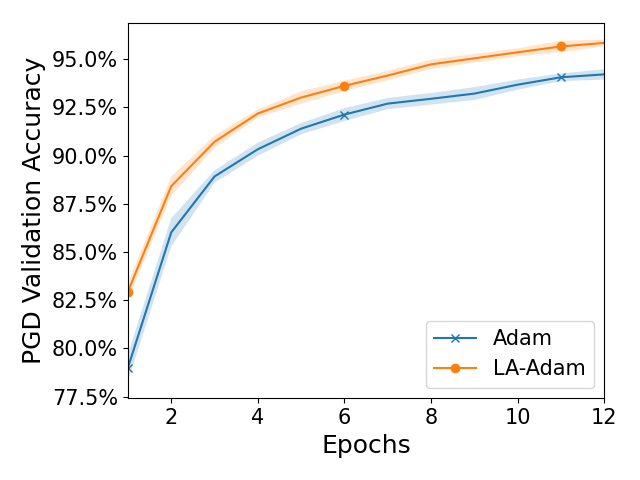 PGD Validation Accuracy
95.0%
92.5%
90.0%
87.5%
85.0%
82.5%
80.0%
77.5%
Adam
LA-Adam
2 4 6 8 10 12
Epochs